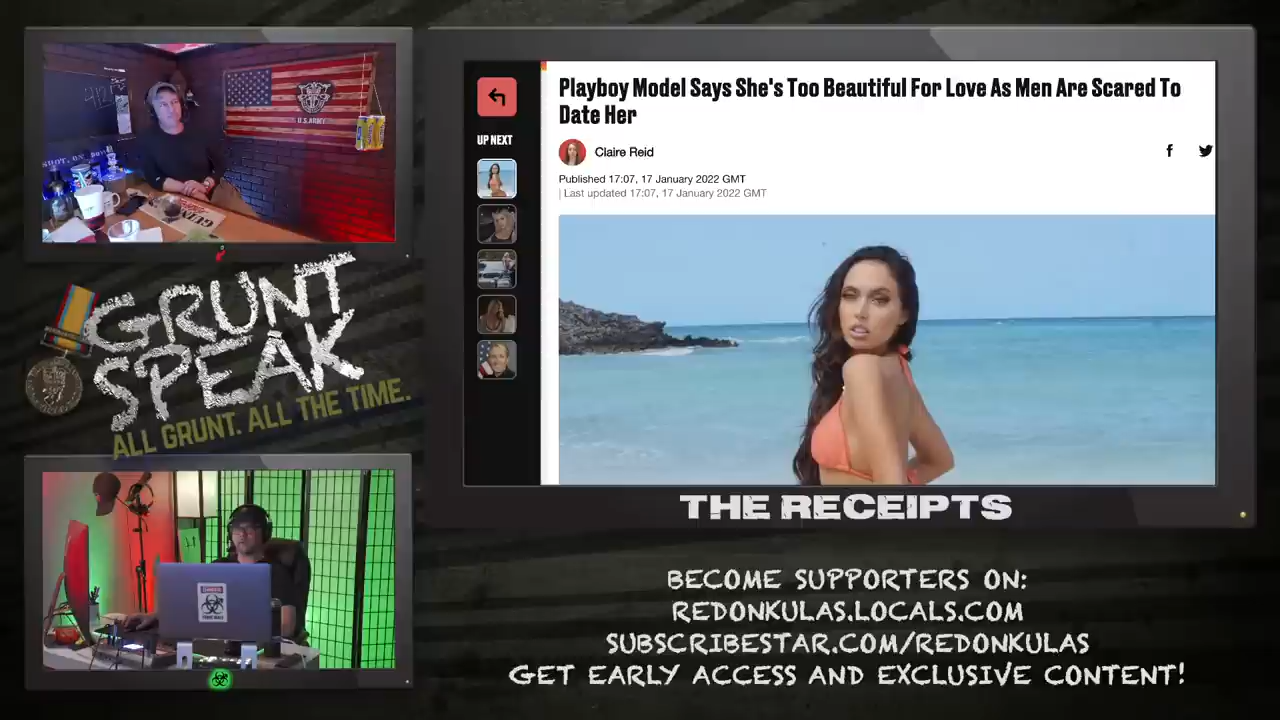 U.S.ARMY
GRUNT
SPEAK
ALL GRUNT. ALL THE TIME.
UP NEXT
Playboy Model Says She's Too Beautiful For Love As Men Are Scared To
Date Her
Claire Reid
Published 17:07, 17 January 2022 GMT
| Last updated 17:07, 17 January 2022 GMT
THE RECEIPTS
BECOME SUPPORTERS ON:
REDONKULAS.LOCALS.COM
SUBSCRIBESTAR.COM/REDONKULAS
GET EARLY ACCESS AND EXCLUSIVE CONTENT!